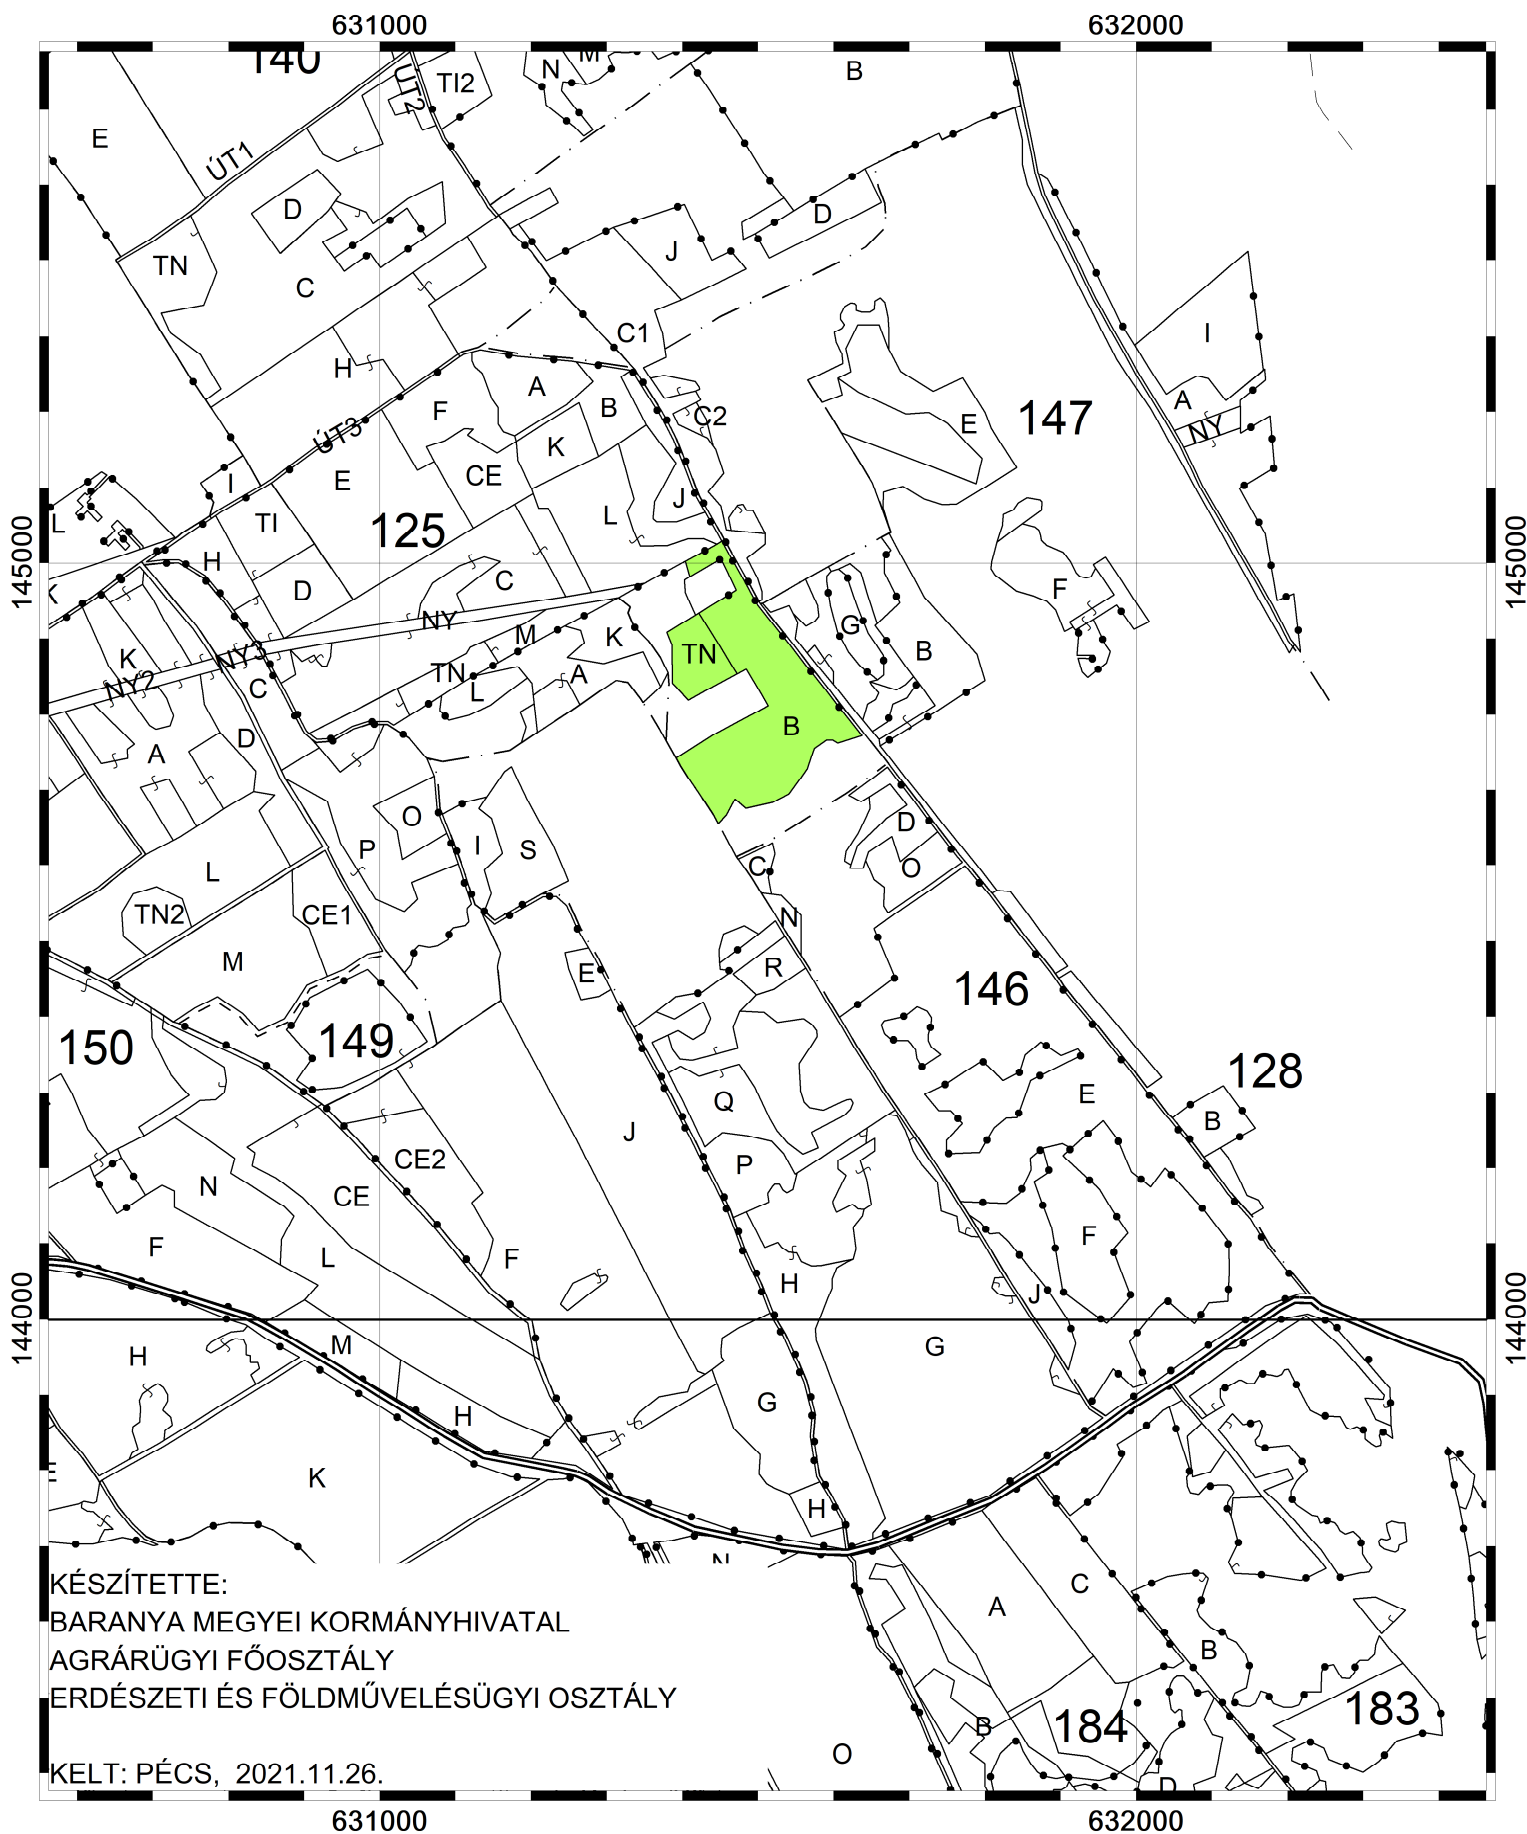 631000 632000
140
ÚT2
TI2
N
M
B
E
ÚT1
D
D
TN
J
C
C1
I
H
A
A
B
F
C2
147
E
NY
ÚT3
K
CE
E
I
J
L
TI
L
125
145000
145000
H
C
D
F
K
NY
G
M
K
B
K
NY3
TN
TN
A
L
C
NY2
B
D
A
O
D
P
I
S
C
O
L
TN2
CE1
N
M
R
E
146
149
150
128
Q
E
B
J
CE2
P
N
CE
F
F
L
F
H
J
144000
144000
M
G
H
G
H
K
H
N
A
C
B
B
184
183
O
D
KÉSZÍTETTE:
BARANYA MEGYEI KORMÁNYHIVATAL
AGRÁRÜGYI FŐOSZTÁLY
ERDÉSZETI ÉS FÖLDMŰVELÉSÜGYI OSZTÁLY
KELT: PÉCS, 2021.11.26.
631000 632000